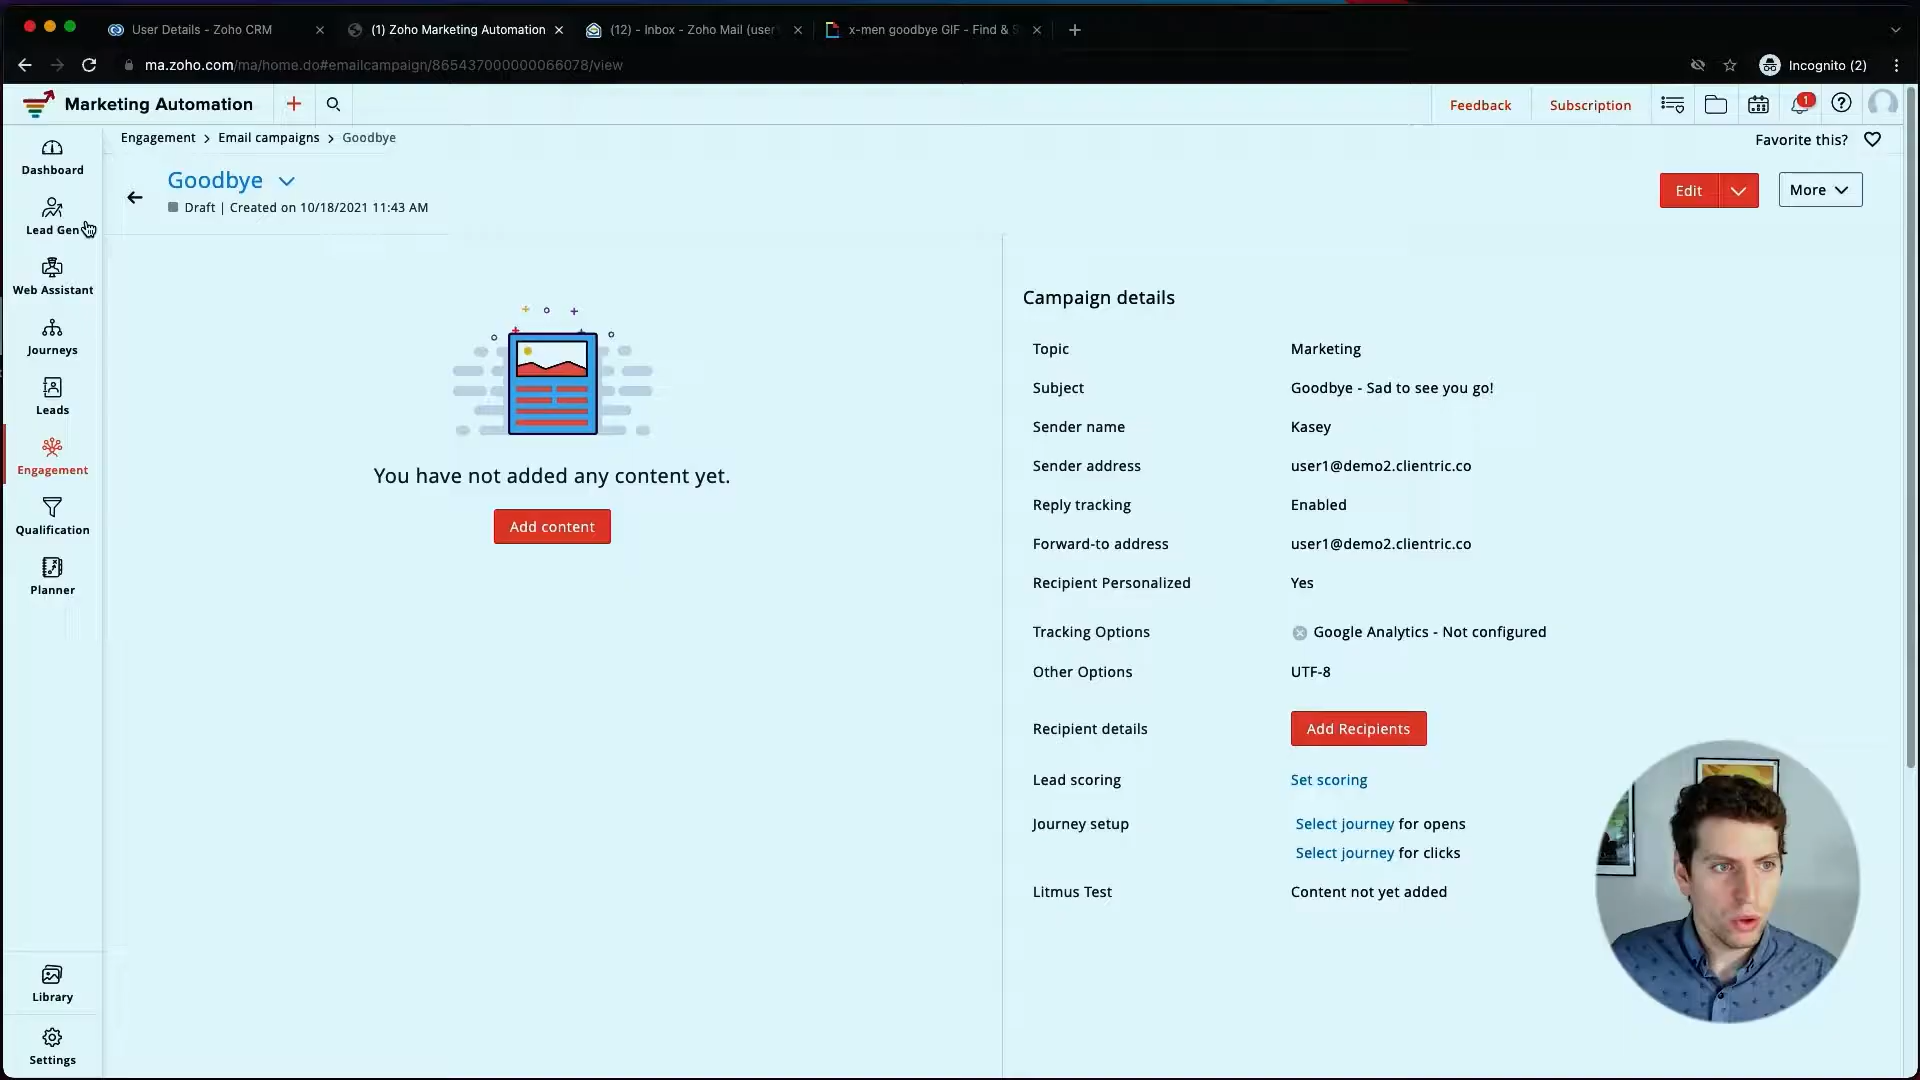 User Details - Zoho CRM
(1) Zoho Marketing Automation
(12) - Inbox - Zoho Mail (user
x-men goodbye GIF - Find & S
ma.zoho.com/ma/home.do#emailcampaign/865437000000066078/view
Incognito (2)
Marketing Automation
Feedback
Subscription
1
Engagement > Email campaigns > Goodbye
Favorite this?
Goodbye
Draft | Created on 10/18/2021 11:43 AM
Edit
More
Dashboard
Lead Gen
Web Assistant
Journeys
Leads
Engagement
Qualification
Planner
Library
Settings
You have not added any content yet.
Add content
Campaign details
Topic Marketing
Subject Goodbye - Sad to see you go!
Sender name Kasey
Sender address user1@demo2.clientric.co
Reply tracking Enabled
Forward-to address user1@demo2.clientric.co
Recipient Personalized Yes
Tracking Options Google Analytics - Not configured
Other Options UTF-8
Recipient details Add Recipients
Lead scoring Set scoring
Journey setup Select journey for opens
Select journey for clicks
Litmus Test Content not yet added